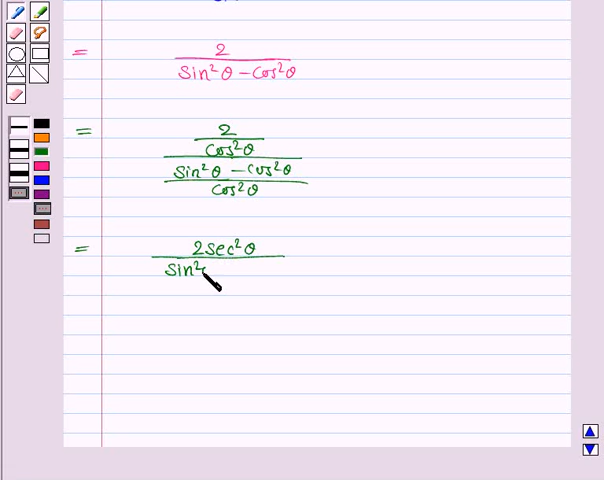 = 2
Sin²θ - Cos²θ
= 2
Cos²θ
Sin²θ - Cos²θ
Cos²θ
= 2Sec²θ
Sin²